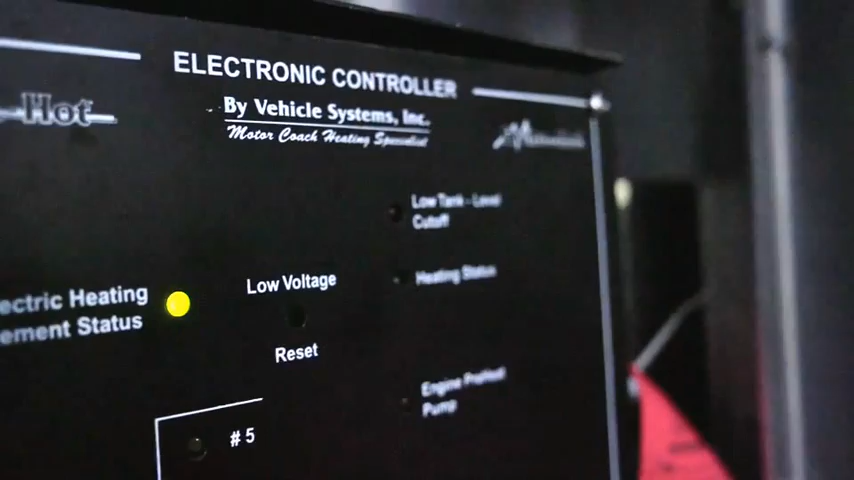 ELECTRONIC CONTROLLER
By Vehicle Systems, Inc.
Motor Coach Heating Specialist
Hot
Low Tank - Level
Cutoff
Heating Status
ectric Heating
ement Status
Low Voltage
Reset
Engine PreHeat
Pump
#5